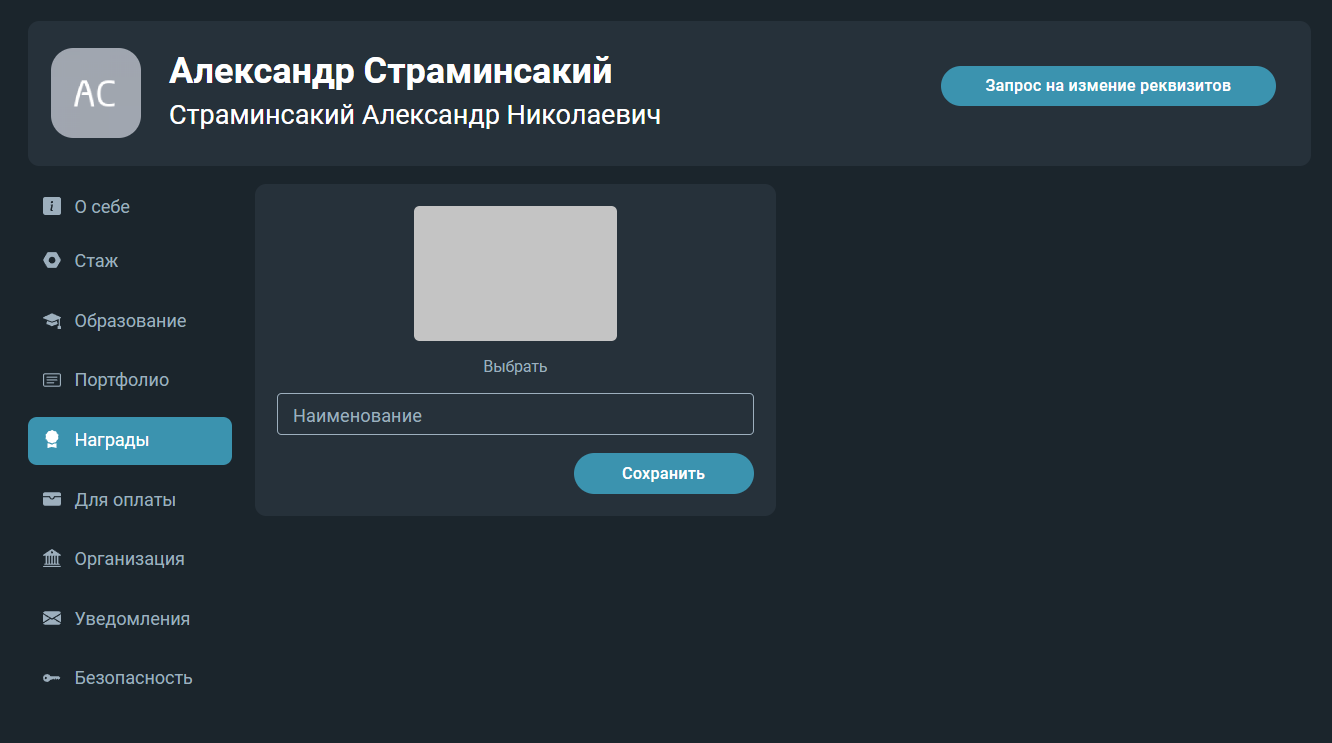 АС
Александр Страминсакий
Страминсакий Александр Николаевич
Запрос на измение реквизитов
О себе
Стаж
Образование
Портфолио
Награды
Для оплаты
Организация
Уведомления
Безопасность
Выбрать
Наименование
Сохранить